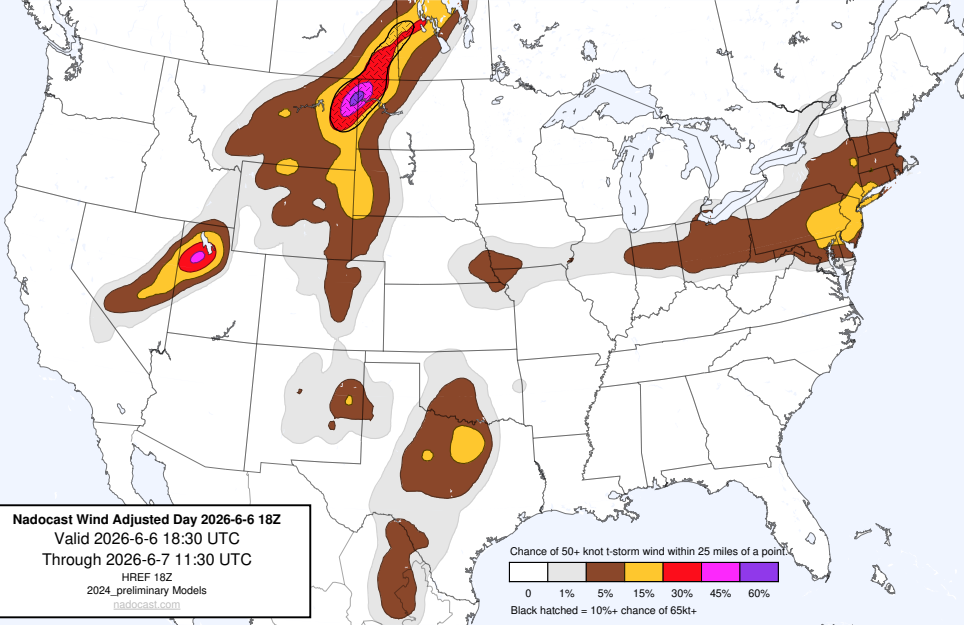 Nadocast Wind Adjusted Day 2026-6-6 18Z
Valid 2026-6-6 18:30 UTC
Through 2026-6-7 11:30 UTC
HREF 18Z
2024_preliminary Models
nadocast.com
Chance of 50+ knot t-storm wind within 25 miles of a point.
0 1% 5% 15% 30% 45% 60%
Black hatched = 10%+ chance of 65kt+